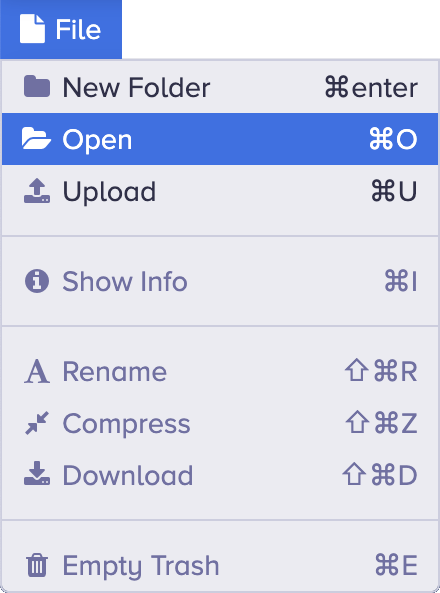 File
New Folder ⌘enter
Open ⌘O
Upload ⌘U
Show Info ⌘I
Rename ⇧⌘R
Compress ⇧⌘Z
Download ⇧⌘D
Empty Trash ⌘E